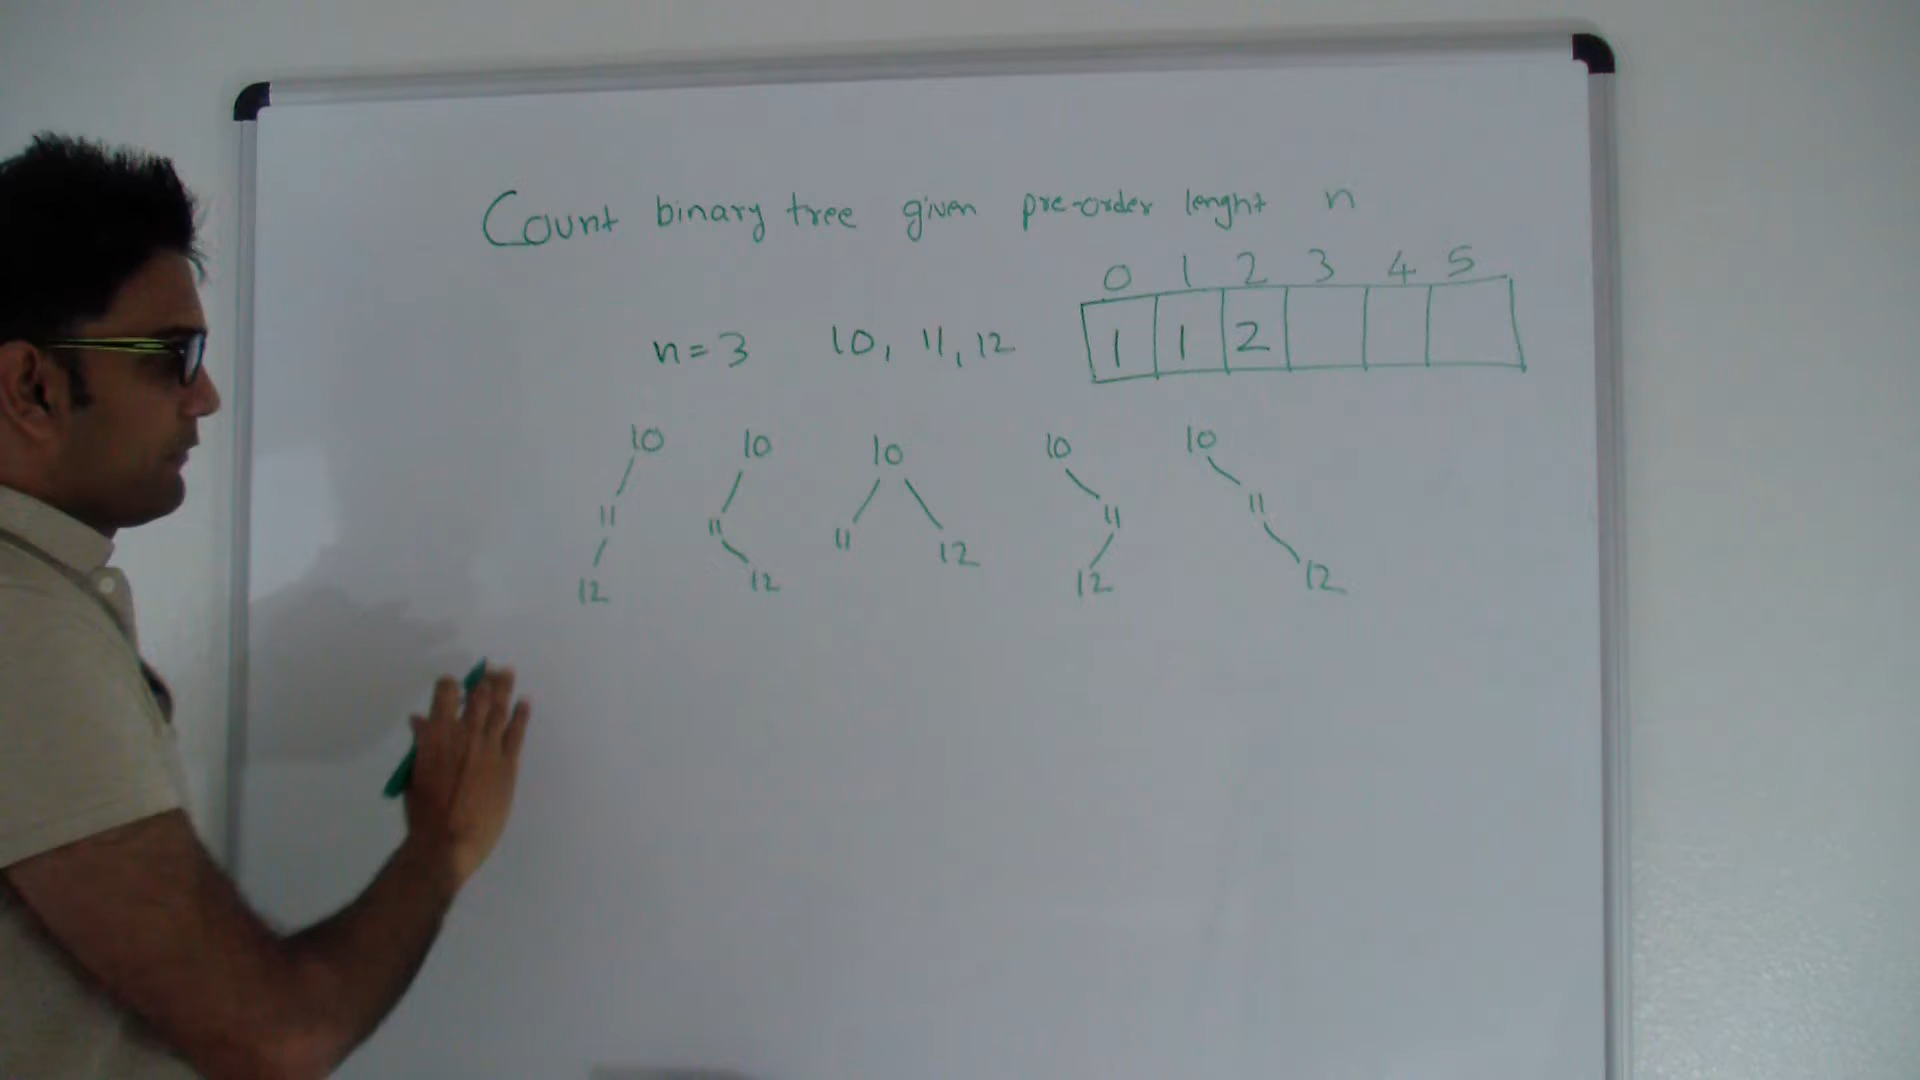 Count binary tree given pre-order lenght n
0 1 2 3 4 5
n=3 10, 11, 12 1 1 2
10 10 10 10 10
11 11 11 12 11 11
12 12 12 12